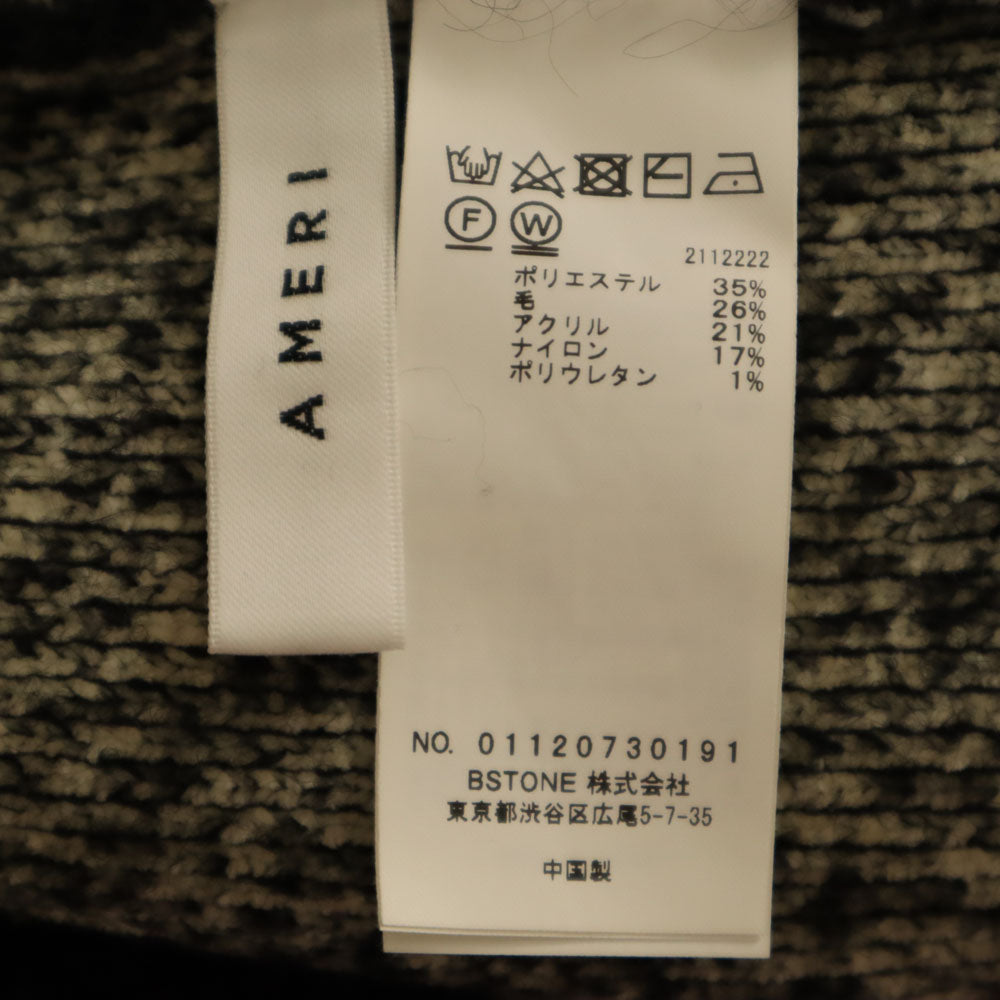 AMERI
F W
2112222
ポリエステル 35%
毛 26%
アクリル 21%
ナイロン 17%
ポリウレタン 1%
NO. 01120730191
BSTONE 株式会社
東京都渋谷区広尾5-7-35
中国製